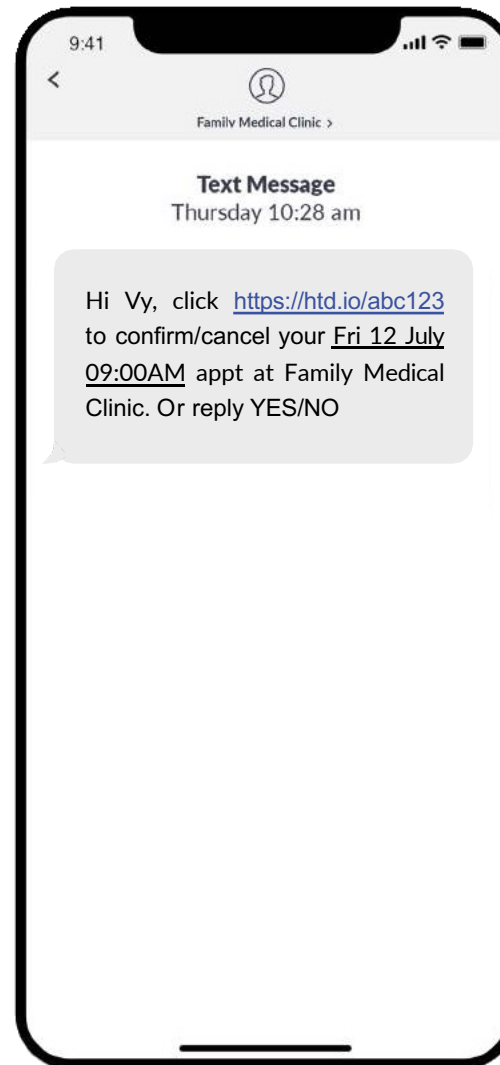 9:41
Family Medical Clinic >
Text Message
Thursday 10:28 am
Hi Vy, click https://htd.io/abc123
to confirm/cancel your Fri 12 July
09:00AM appt at Family Medical
Clinic. Or reply YES/NO